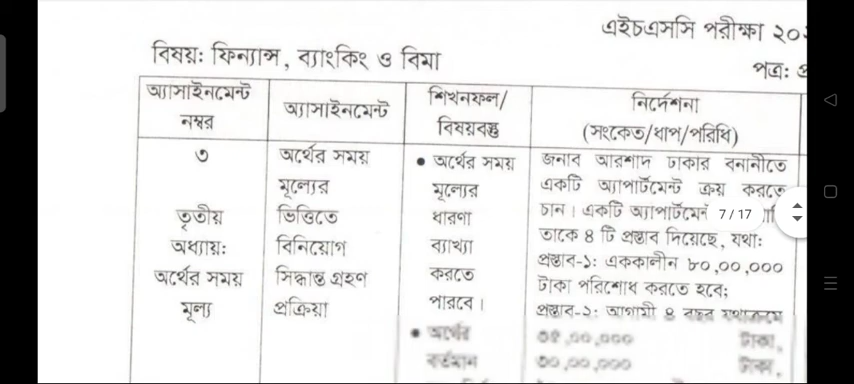 এইচএসসি পরীক্ষা
বিষয়: ফিন্যান্স, ব্যাংকিং ও বিমা
পত্র:
অ্যাসাইনমেন্ট নম্বর
অ্যাসাইনমেন্ট
শিখনফল/
বিষয়বস্তু
নির্দেশনা
(সংকেত/ধাপ/পরিধি)
৩
তৃতীয়
অধ্যায়:
অর্থের সময়
মূল্য
অর্থের সময়
মূল্যের
ভিত্তিতে
বিনিয়োগ
সিদ্ধান্ত গ্রহণ
প্রক্রিয়া
• অর্থের সময়
মূল্যের
ধারণা
ব্যাখ্যা
করতে
পারবে।
• অর্থের
বর্তমান
জনাব আরশাদ ঢাকার বনানীতে
একটি অ্যাপার্টমেন্ট ক্রয় করতে
চান। একটি
তাকে ৪ টি প্রস্তাব দিয়েছে, যথা:
প্রস্তাব-১: এককালীন ৮০,০০,০০০
টাকা পরিশোধ করতে হবে;
প্রস্তাব-২: আগামী ৪ বছর যথাক্রমে
টাকা,
টাকা,
7 / 17